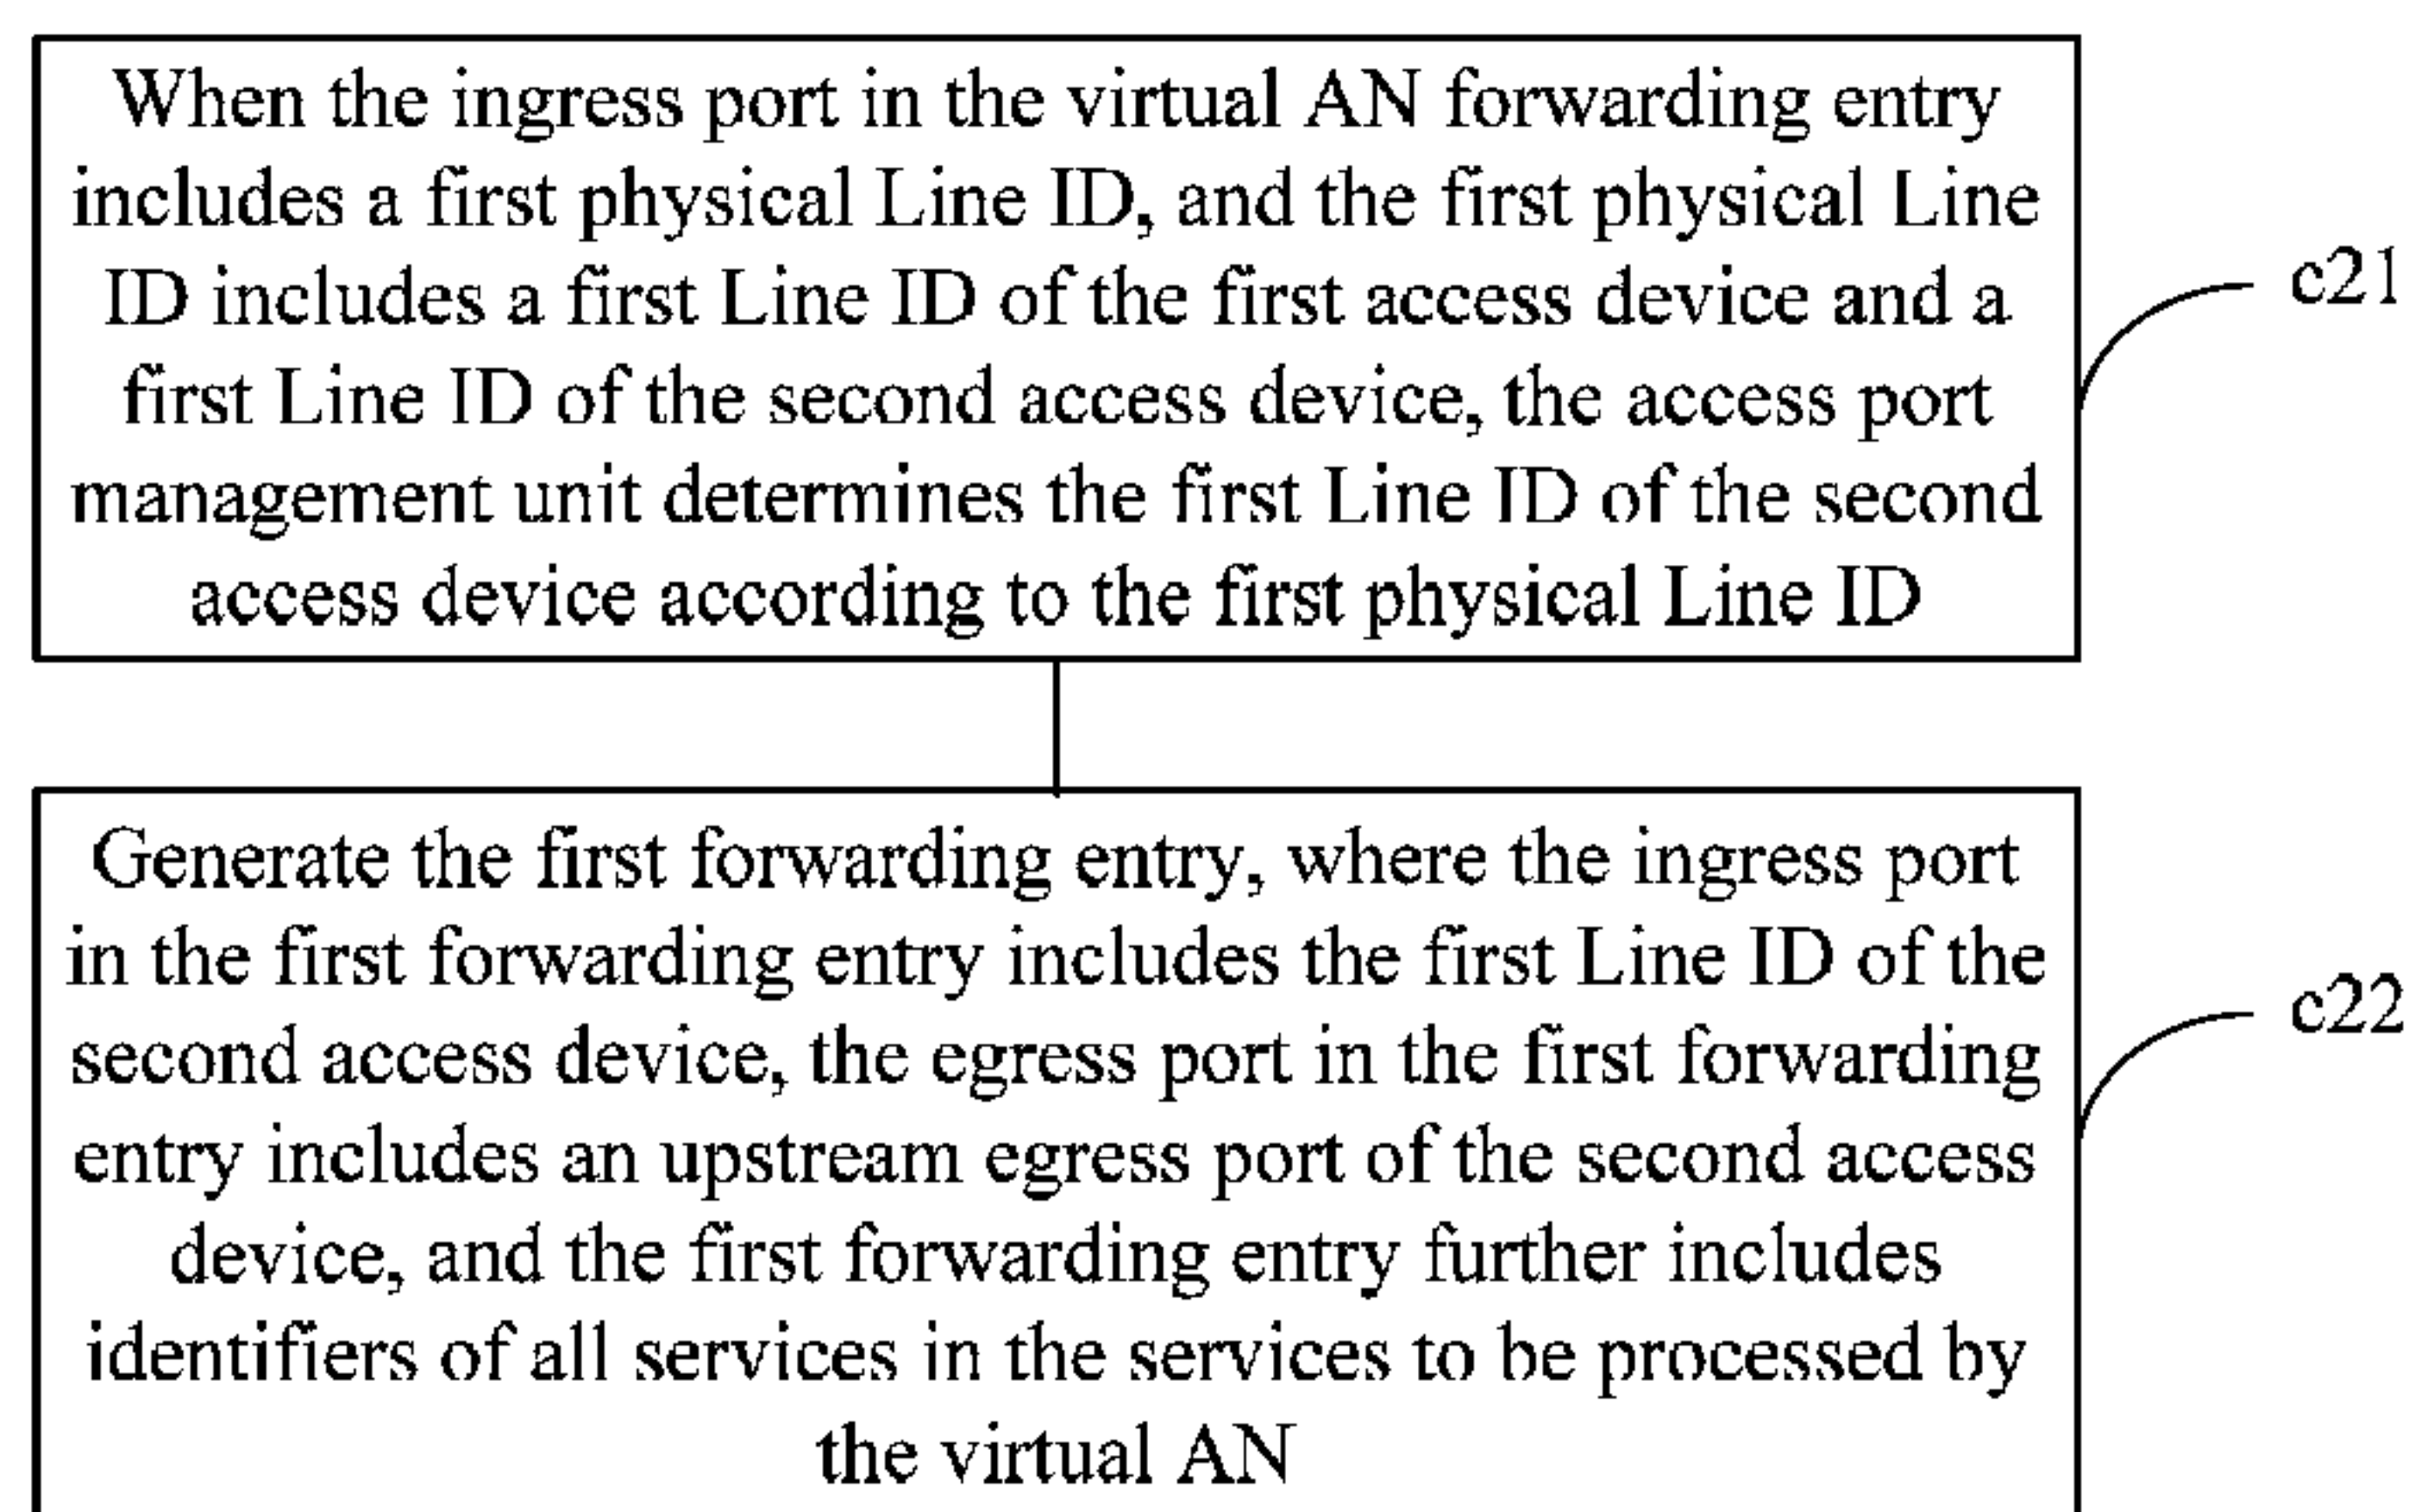 When the ingress port in the virtual AN forwarding entry
includes a first physical Line ID, and the first physical Line
ID includes a first Line ID of the first access device and a
first Line ID of the second access device, the access port
management unit determines the first Line ID of the second
access device according to the first physical Line ID
c21
Generate the first forwarding entry, where the ingress port
in the first forwarding entry includes the first Line ID of the
second access device, the egress port in the first forwarding
entry includes an upstream egress port of the second access
device, and the first forwarding entry further includes
identifiers of all services in the services to be processed by
the virtual AN
c22